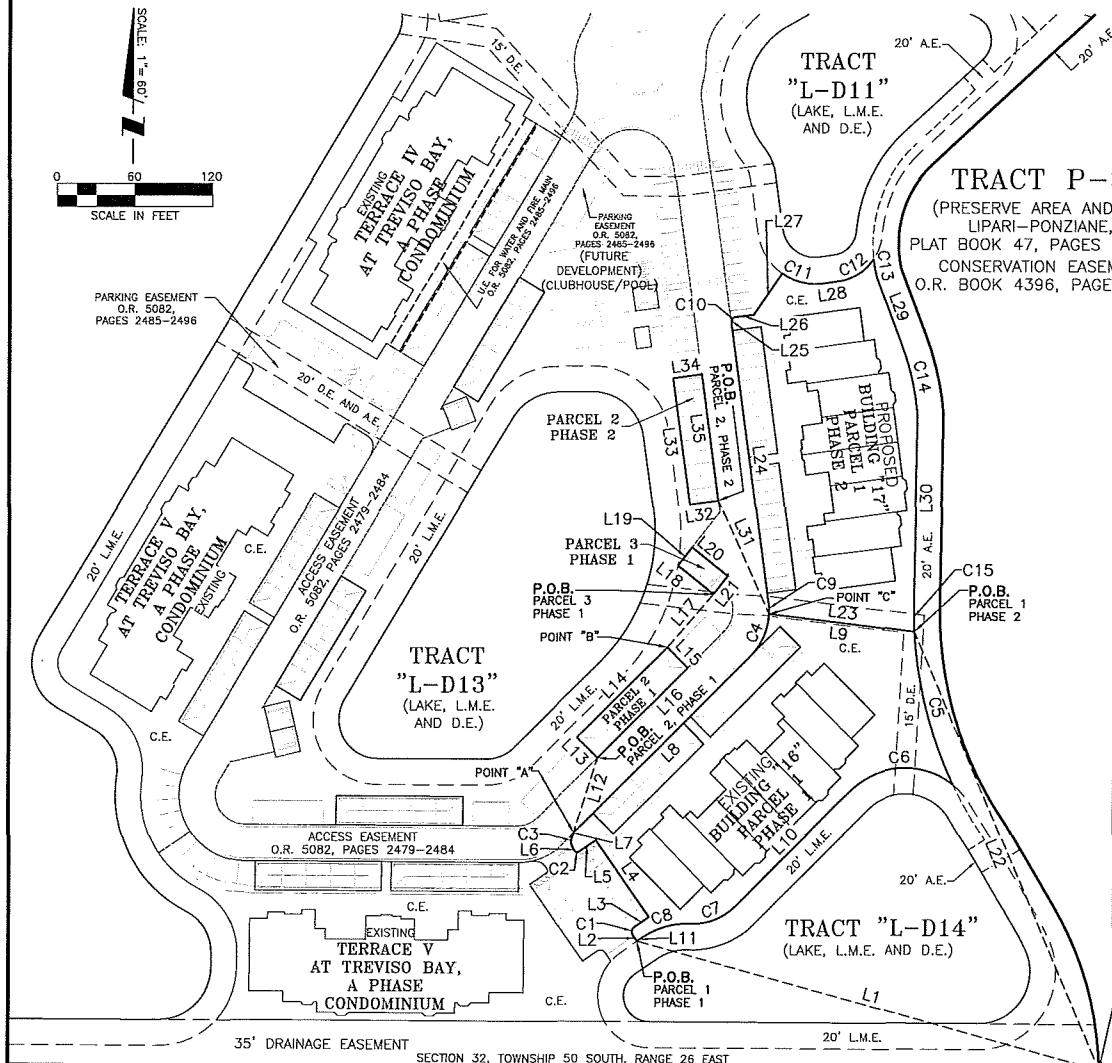 SCALE: 1"= 60'
0 60 120
SCALE IN FEET
15' D.E.
TRACT
"L-D11"
(LAKE, L.M.E.
AND D.E.)
20' A.E.
20' A.E.
TRACT P-
(PRESERVE AREA AND
LIPARI-PONZIANE,
PLAT BOOK 47, PAGES
CONSERVATION EASEM
O.R. BOOK 4396, PAGE
EXISTING
TERRACE IV
AT TREVISO BAY,
A PHASE
CONDOMINIUM
U.E. FOR WATER AND FIRE MAIN
O.R. 5082, PAGES 2485-2496
PARKING
EASEMENT
O.R. 5082,
PAGES 2485-2496
(FUTURE
DEVELOPMENT)
(CLUBHOUSE/POOL)
L27
C11
C12
C13
C.E.
L28
L29
C10
L26
L25
C14
PARKING EASEMENT
O.R. 5082,
PAGES 2485-2496
20' D.E. AND A.E.
L34
P.O.B.
PARCEL 2, PHASE 2
PARCEL 2
PHASE 2
L33
L35
L24
PROPOSED
BUILDING "17"
PARCEL 1
PHASE 2
L30
20' A.E.
TERRACE V
AT TREVISO BAY,
A PHASE
CONDOMINIUM
EXISTING
C.E.
20' L.M.E.
ACCESS EASEMENT
O.R. 5082, PAGES 2479-2484
20' L.M.E.
L32
L31
L19
L20
PARCEL 3
PHASE 1
L18
L21
P.O.B.
PARCEL 3
PHASE 1
L17
C9
POINT "C"
L23
L9
C.E.
C15
P.O.B.
PARCEL 1
PHASE 2
C4
POINT "B"
L15
TRACT
"L-D13"
(LAKE, L.M.E.
AND D.E.)
20' L.M.E.
L14
PARCEL 2
PHASE 1
L16
P.O.B.
PARCEL 2, PHASE 1
L13
L8
15' D.E.
C5
C6
C.E.
POINT "A"
L12
EXISTING
BUILDING "16"
PARCEL 1
PHASE 1
L10
20' L.M.E.
L22
20' A.E.
ACCESS EASEMENT
O.R. 5082, PAGES 2479-2484
C3
L6
C2
L7
L5
L4
L3
C8
C7
C1
L2
L11
P.O.B.
PARCEL 1
PHASE 1
TRACT "L-D14"
(LAKE, L.M.E. AND D.E.)
L1
C.E.
EXISTING
TERRACE V
AT TREVISO BAY,
A PHASE
CONDOMINIUM
C.E.
35' DRAINAGE EASEMENT
20' L.M.E.
SECTION 32, TOWNSHIP 50 SOUTH, RANGE 26 EAST